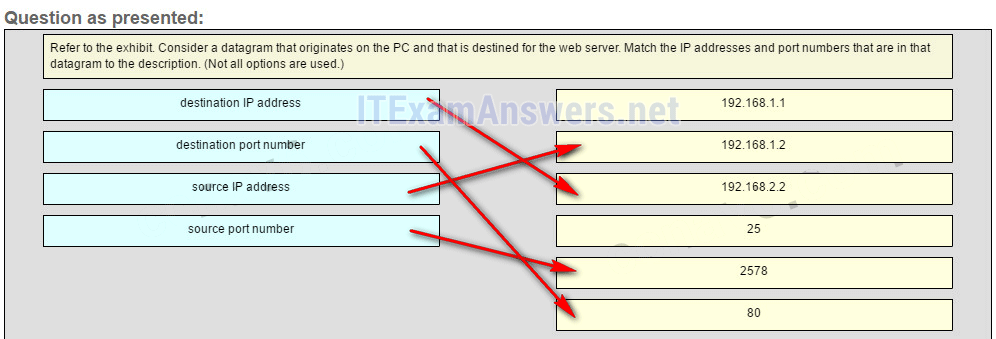 Question as presented:
Refer to the exhibit. Consider a datagram that originates on the PC and that is destined for the web server. Match the IP addresses and port numbers that are in that
datagram to the description. (Not all options are used.)
ITExamAnswers.net
destination IP address
192.168.1.1
destination port number
192.168.1.2
source IP address
192.168.2.2
source port number
25
2578
80